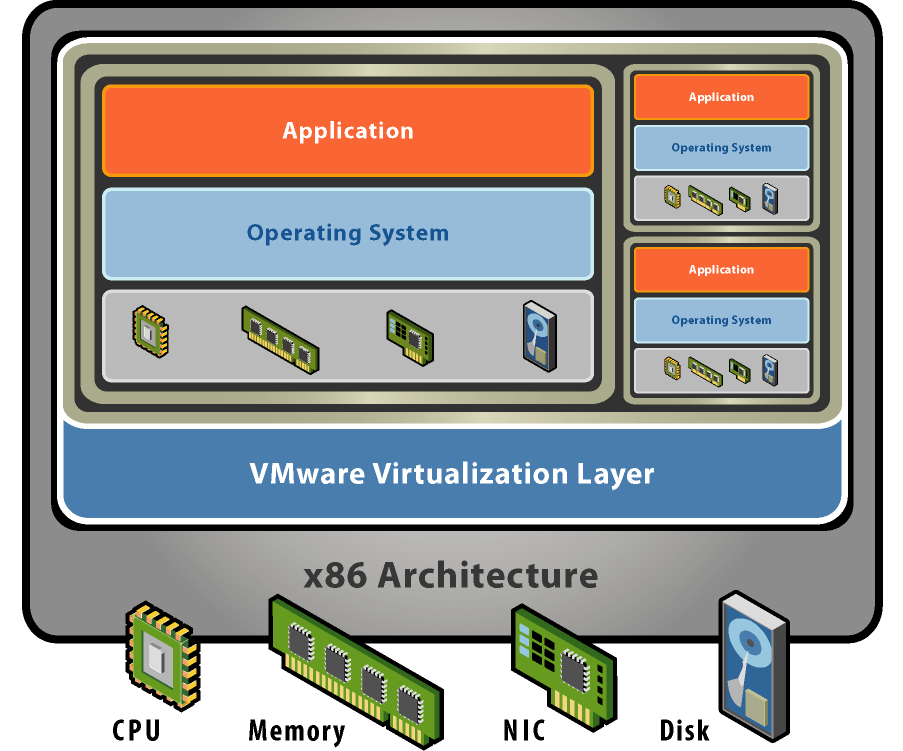 Application
Operating System
Application
Operating System
Application
Operating System
VMware Virtualization Layer
x86 Architecture
CPU
Memory
NIC
Disk